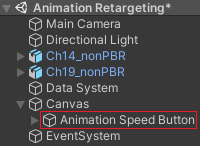 Animation Retargeting*
Main Camera
Directional Light
Ch14_nonPBR
Ch19_nonPBR
Data System
Canvas
Animation Speed Button
EventSystem